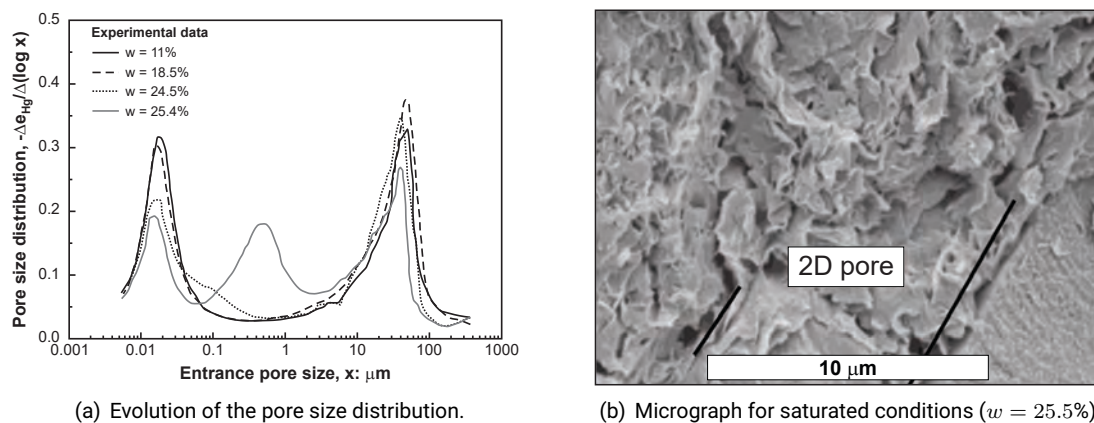 Experimental data
w = 11%
w = 18.5%
w = 24.5%
w = 25.4%
Pore size distribution, -Δe_Hg/Δ(log x)
0.5
0.4
0.3
0.2
0.1
0.0
0.001 0.01 0.1 1 10 100 1000
Entrance pore size, x: μm
(a) Evolution of the pore size distribution.
2D pore
10 μm
(b) Micrograph for saturated conditions (w = 25.5%)